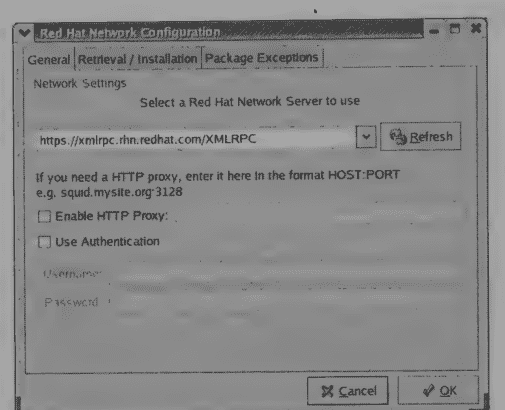 Red Hat Network Configuration
General Retrieval / Installation Package Exceptions
Network Settings
Select a Red Hat Network Server to use
https://xmlrpc.rhn.redhat.com/XMLRPC Refresh
If you need a HTTP proxy, enter it here in the format HOST:PORT
e.g. squid.mysite.org:3128
Enable HTTP Proxy:
Use Authentication
Username:
Password :
Cancel OK